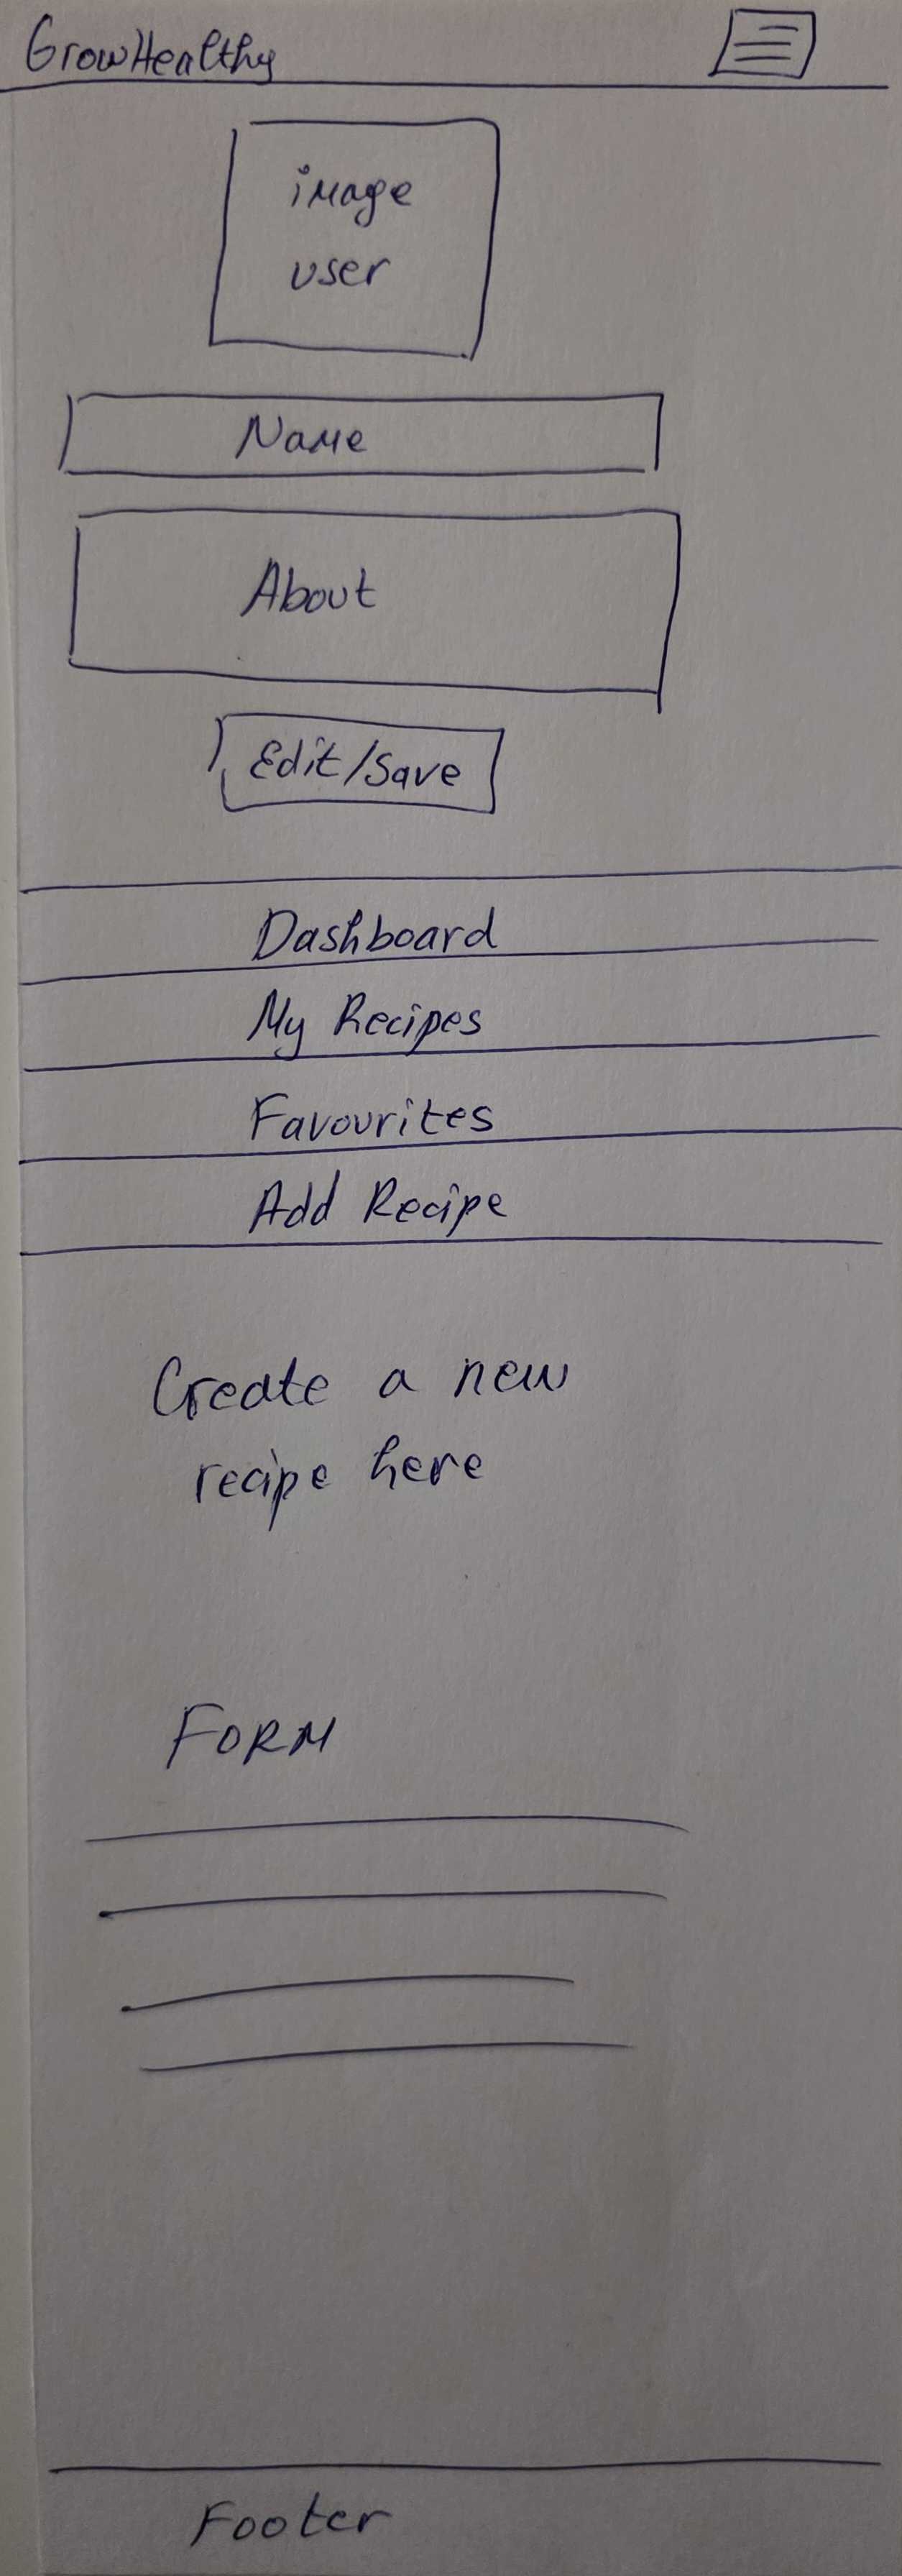 GrowHealthy
image
user
Name
About
Edit/Save
Dashboard
My Recipes
Favourites
Add Recipe
Create a new
recipe here
FORM
Footer